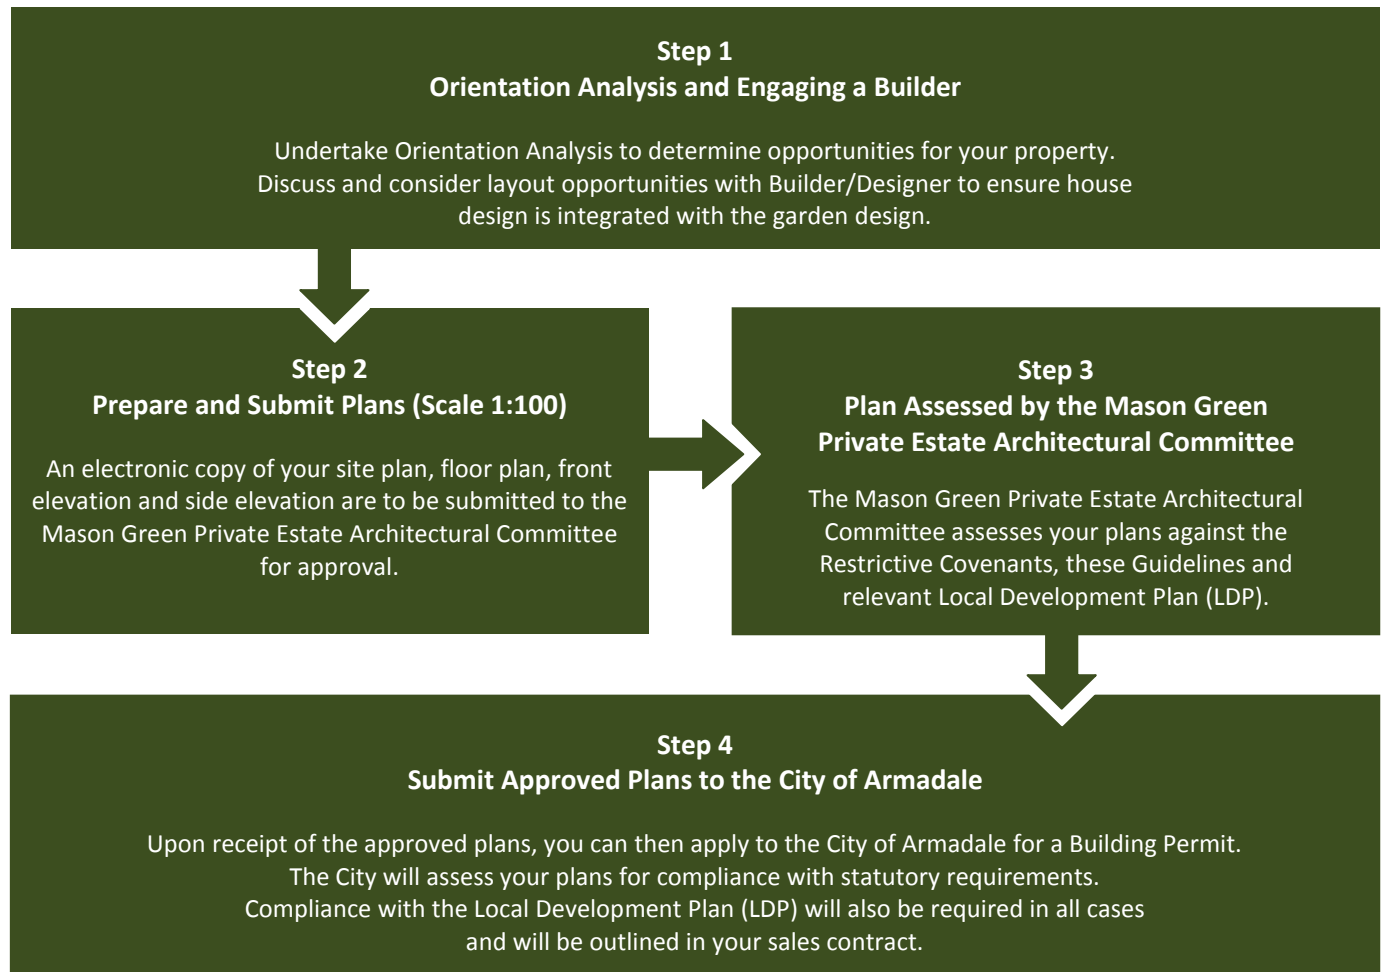 Step 1
Orientation Analysis and Engaging a Builder
Undertake Orientation Analysis to determine opportunities for your property.
Discuss and consider layout opportunities with Builder/Designer to ensure house
design is integrated with the garden design.
Step 2
Prepare and Submit Plans (Scale 1:100)
An electronic copy of your site plan, floor plan, front
elevation and side elevation are to be submitted to the
Mason Green Private Estate Architectural Committee
for approval.
Step 3
Plan Assessed by the Mason Green
Private Estate Architectural Committee
The Mason Green Private Estate Architectural
Committee assesses your plans against the
Restrictive Covenants, these Guidelines and
relevant Local Development Plan (LDP).
Step 4
Submit Approved Plans to the City of Armadale
Upon receipt of the approved plans, you can then apply to the City of Armadale for a Building Permit.
The City will assess your plans for compliance with statutory requirements.
Compliance with the Local Development Plan (LDP) will also be required in all cases
and will be outlined in your sales contract.